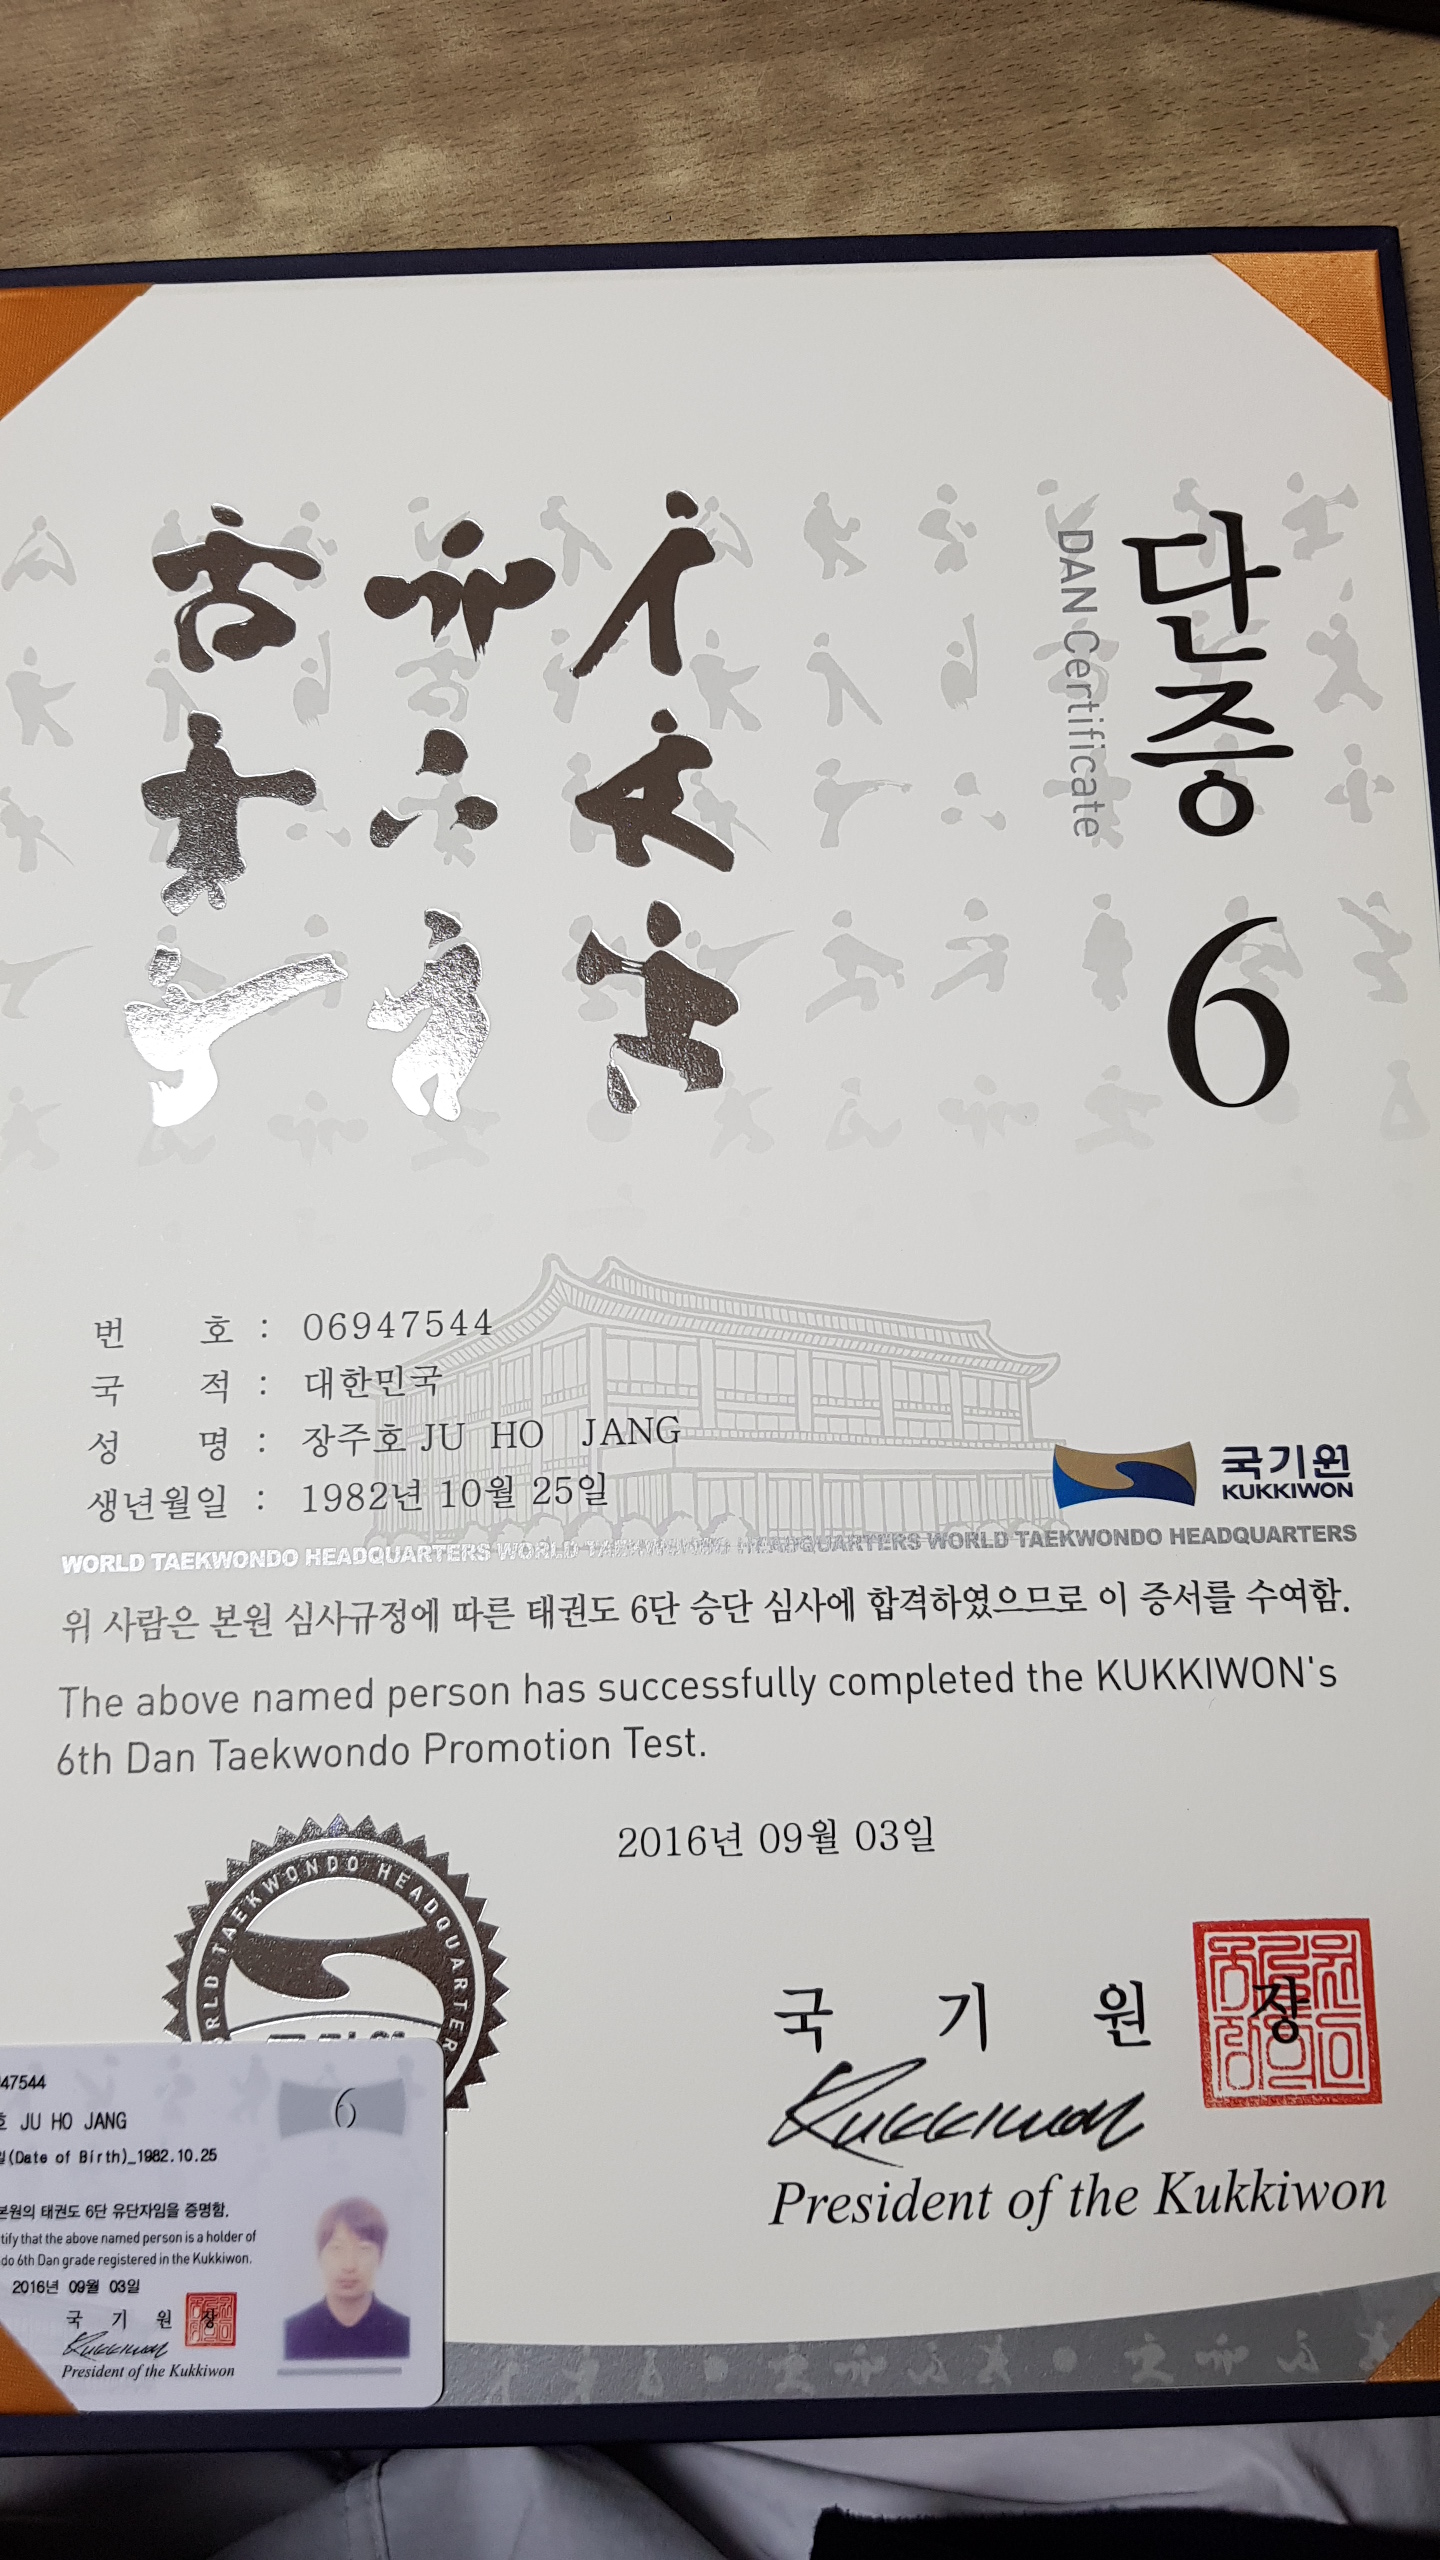 단증 6
DAN Certificate
번 호 : 06947544
국 적 : 대한민국
성 명 : 장주호 JU HO JANG
생년월일 : 1982년 10월 25일
국기원
KUKKIWON
WORLD TAEKWONDO HEADQUARTERS WORLD TAEKWONDO HEADQUARTERS WORLD TAEKWONDO HEADQUARTERS
위 사람은 본원 심사규정에 따른 태권도 6단 승단 심사에 합격하였으므로 이 증서를 수여함.
The above named person has successfully completed the KUKKIWON's
6th Dan Taekwondo Promotion Test.
2016년 09월 03일
TAEKWONDO HEADQUARTER
국 기 원 장
Kukkiwon
President of the Kukkiwon
47544
호 JU HO JANG
일(Date of Birth)_1982.10.25
본원의 태권도 6단 유단자임을 증명함.
tify that the above named person is a holder of
do 6th Dan grade registered in the Kukkiwon.
2016년 09월 03일
국 기 원 장
Kukkiwon
President of the Kukkiwon
6